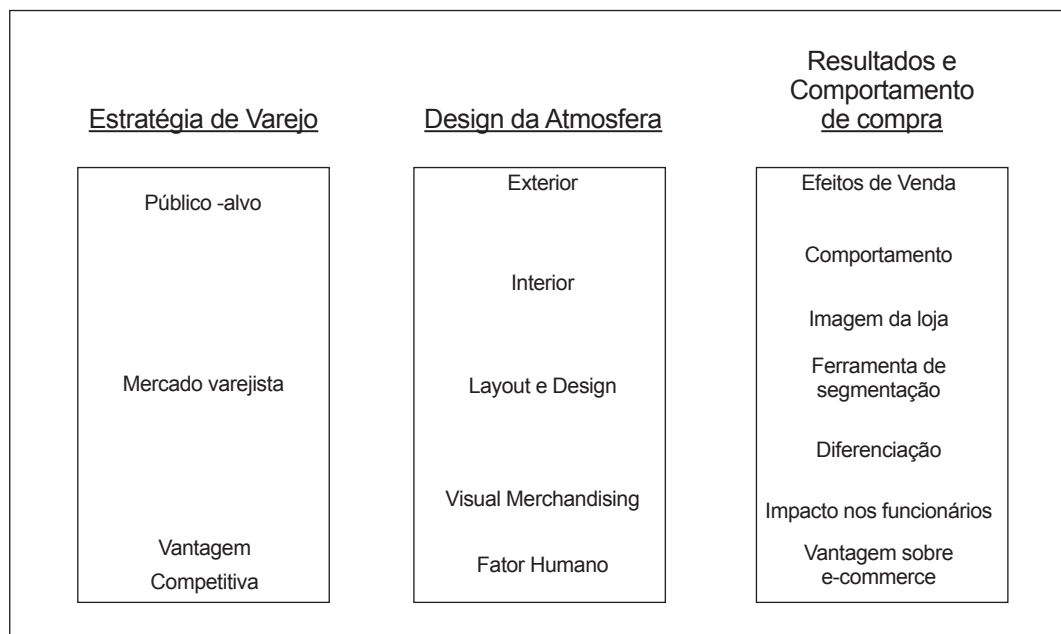 Estratégia de Varejo
Público -alvo
Mercado varejista
Vantagem
Competitiva
Design da Atmosfera
Exterior
Interior
Layout e Design
Visual Merchandising
Fator Humano
Resultados e
Comportamento
de compra
Efeitos de Venda
Comportamento
Imagem da loja
Ferramenta de
segmentação
Diferenciação
Impacto nos funcionários
Vantagem sobre
e-commerce